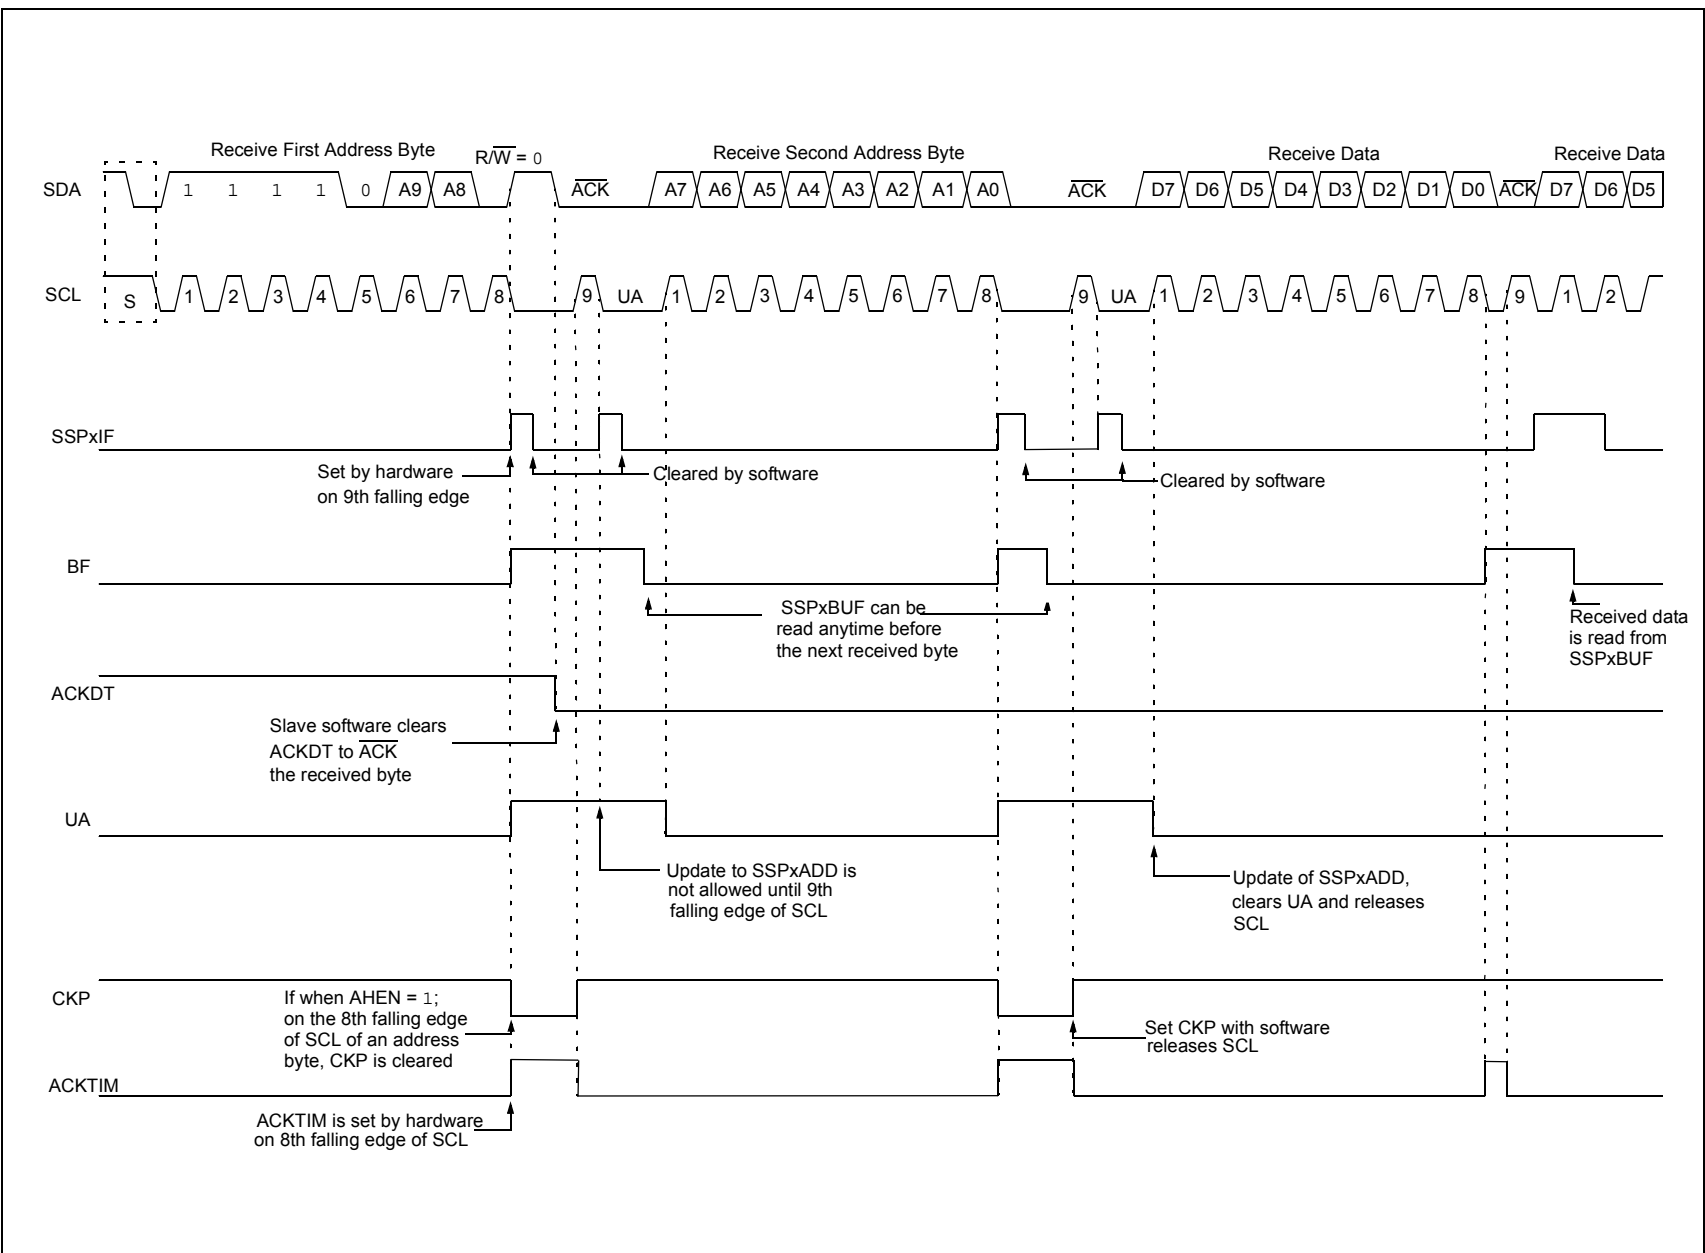 Receive First Address Byte
R/W = 0
Receive Second Address Byte
Receive Data
Receive Data
SDA
1 1 1 1 0 A9 A8
ACK
A7 A6 A5 A4 A3 A2 A1 A0
ACK
D7 D6 D5 D4 D3 D2 D1 D0 ACK D7 D6 D5
SCL
S 1 2 3 4 5 6 7 8 9 UA 1 2 3 4 5 6 7 8 9 UA 1 2 3 4 5 6 7 8 9 1 2
SSPxIF
Set by hardware
on 9th falling edge
Cleared by software
Cleared by software
BF
SSPxBUF can be
read anytime before
the next received byte
Received data
is read from
SSPxBUF
ACKDT
Slave software clears
ACKDT to ACK
the received byte
UA
Update to SSPxADD is
not allowed until 9th
falling edge of SCL
Update of SSPxADD,
clears UA and releases
SCL
CKP
If when AHEN = 1;
on the 8th falling edge
of SCL of an address
byte, CKP is cleared
Set CKP with software
releases SCL
ACKTIM
ACKTIM is set by hardware
on 8th falling edge of SCL